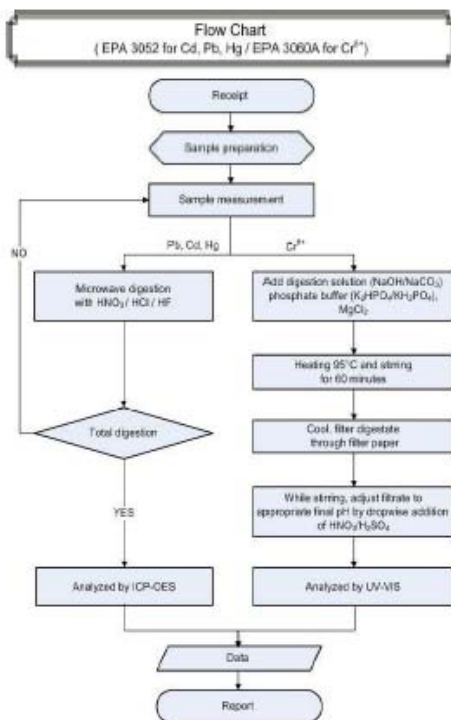 Flow Chart
( EPA 3052 for Cd, Pb, Hg / EPA 3060A for Cr⁶⁺)
Receipt
Sample preparation
Sample measurement
NO
Pb, Cd, Hg
Cr⁶⁺
Microwave digestion
with HNO₃ / HCl / HF
Total digestion
YES
Analyzed by ICP-OES
Add digestion solution (NaOH/NaCO₃)
phosphate buffer (K₂HPO₄/KH₂PO₄),
MgCl₂
Heating 95°C and stirring
for 60 minutes
Cool, filter digestate
through filter paper
While stirring, adjust filtrate to
appropriate final pH by dropwise addition
of HNO₃/H₂SO₄
Analyzed by UV-VIS
Data
Report